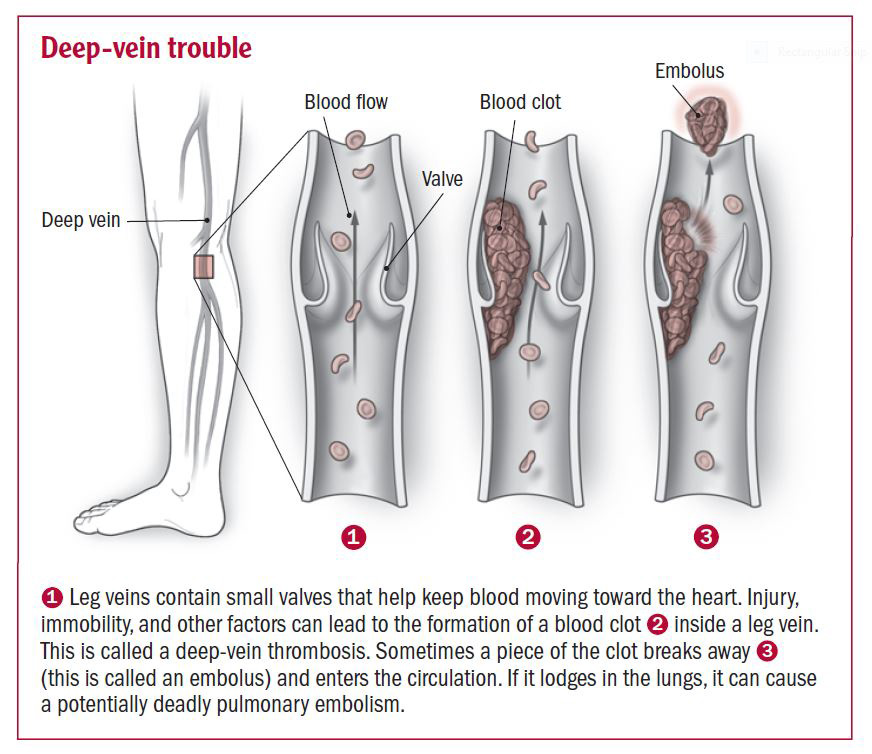 Deep-vein trouble
Embolus
Blood flow
Blood clot
Valve
Deep vein
1
2
3
1 Leg veins contain small valves that help keep blood moving toward the heart. Injury,
immobility, and other factors can lead to the formation of a blood clot 2 inside a leg vein.
This is called a deep-vein thrombosis. Sometimes a piece of the clot breaks away 3
(this is called an embolus) and enters the circulation. If it lodges in the lungs, it can cause
a potentially deadly pulmonary embolism.